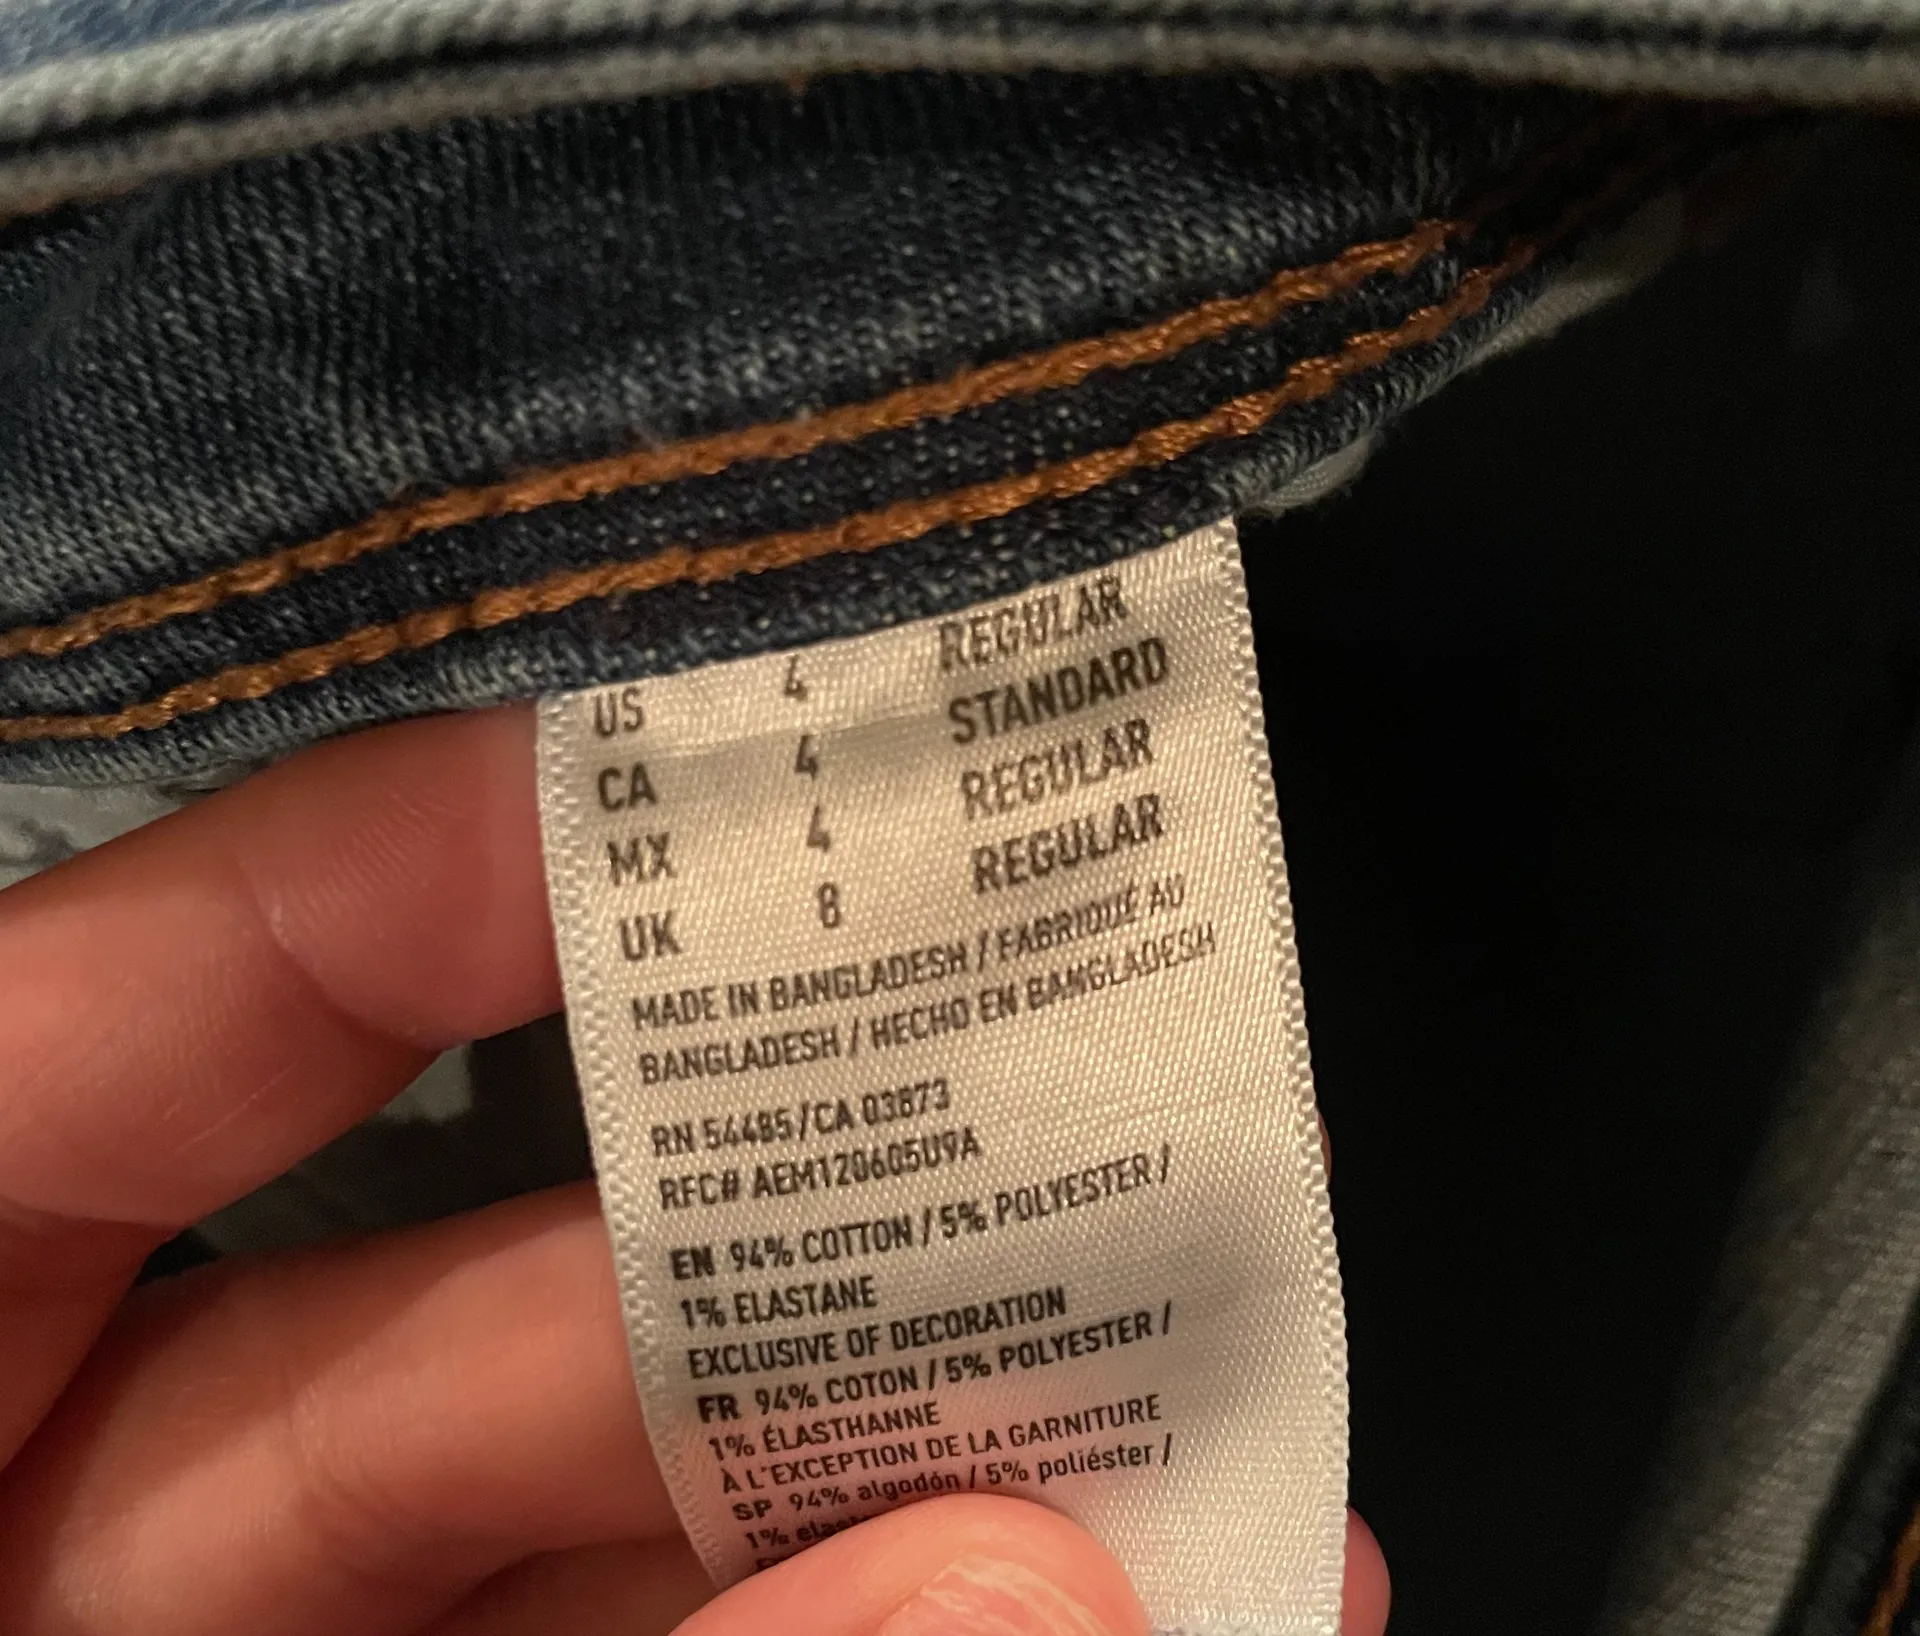 US 4 REGULAR
CA 4 STANDARD
MX 4 REGULAR
UK 8 REGULAR
MADE IN BANGLADESH / FABRIQUÉ AU
BANGLADESH / HECHO EN BANGLADESH
RN 54485/CA 03873
RFC# AEM120605U9A
EN 94% COTTON / 5% POLYESTER /
1% ELASTANE
EXCLUSIVE OF DECORATION
FR 94% COTON / 5% POLYESTER /
1% ÉLASTHANNE
À L'EXCEPTION DE LA GARNITURE
SP 94% algodón / 5% poliéster /
1%